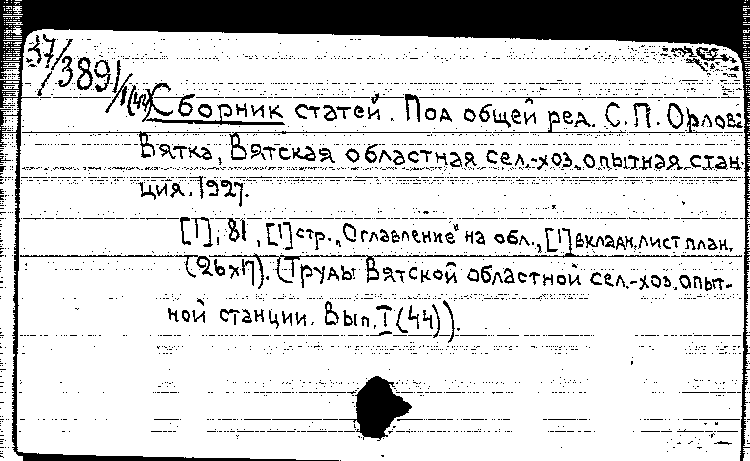 37/3891/1(44)
Сборник статей. Под общей ред. С.П. Орлова
Вятка, Вятская областная сел.-хоз. опытная стан-
ция. 1927.
[1], 81, [1] стр. „Оглавление" на обл., [1] вкладн. лист план.
(26х17). (Труды Вятской областной сел.-хоз. опыт-
ной станции. Вып. I (44)).